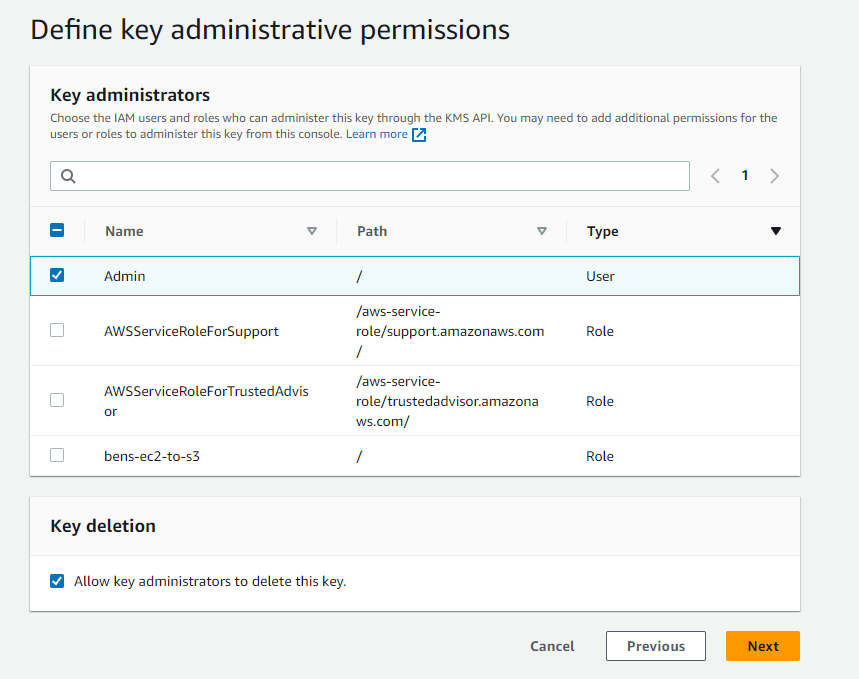 Define key administrative permissions
Key administrators
Choose the IAM users and roles who can administer this key through the KMS API. You may need to add additional permissions for the
users or roles to administer this key from this console. Learn more
1
Name Path Type
Admin / User
/aws-service-
AWSServiceRoleForSupport role/support.amazonaws.com Role
/
/aws-service-
AWSServiceRoleForTrustedAdvis
role/trustedadvisor.amazona Role
or
ws.com/
bens-ec2-to-s3 / Role
Key deletion
Allow key administrators to delete this key.
Cancel Previous Next